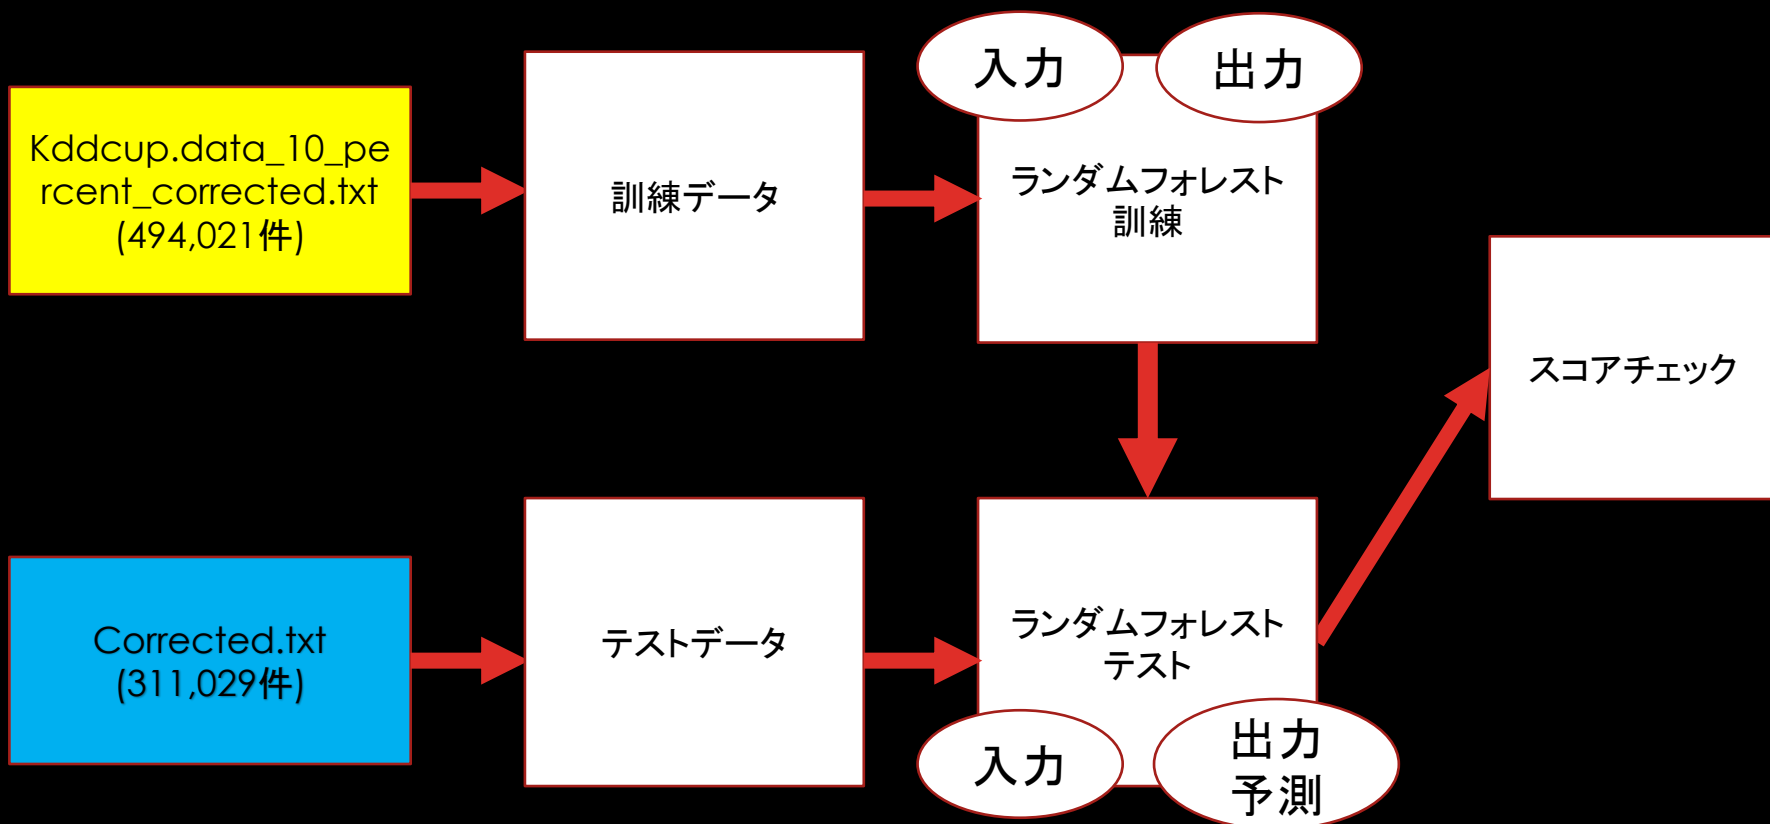 Kddcup.data_10_pe
rcent_corrected.txt
(494,021件)
訓練データ
入力
出力
ランダムフォレスト
訓練
スコアチェック
Corrected.txt
(311,029件)
テストデータ
ランダムフォレスト
テスト
入力
出力
予測